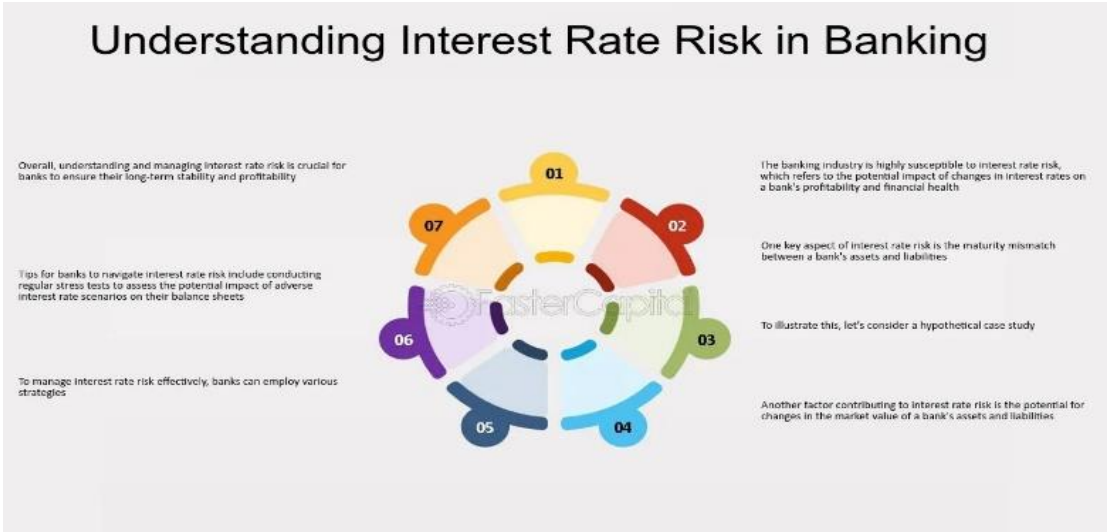 Understanding Interest Rate Risk in Banking
Overall, understanding and managing interest rate risk is crucial for
banks to ensure their long-term stability and profitability
Tips for banks to navigate interest rate risk include conducting
regular stress tests to assess the potential impact of adverse
interest rate scenarios on their balance sheets
To manage interest rate risk effectively, banks can employ various
strategies
01
02
03
04
05
06
07
FasterCapital
The banking industry is highly susceptible to interest rate risk,
which refers to the potential impact of changes in interest rates on
a bank's profitability and financial health
One key aspect of interest rate risk is the maturity mismatch
between a bank's assets and liabilities
To illustrate this, let's consider a hypothetical case study
Another factor contributing to interest rate risk is the potential for
changes in the market value of a bank's assets and liabilities